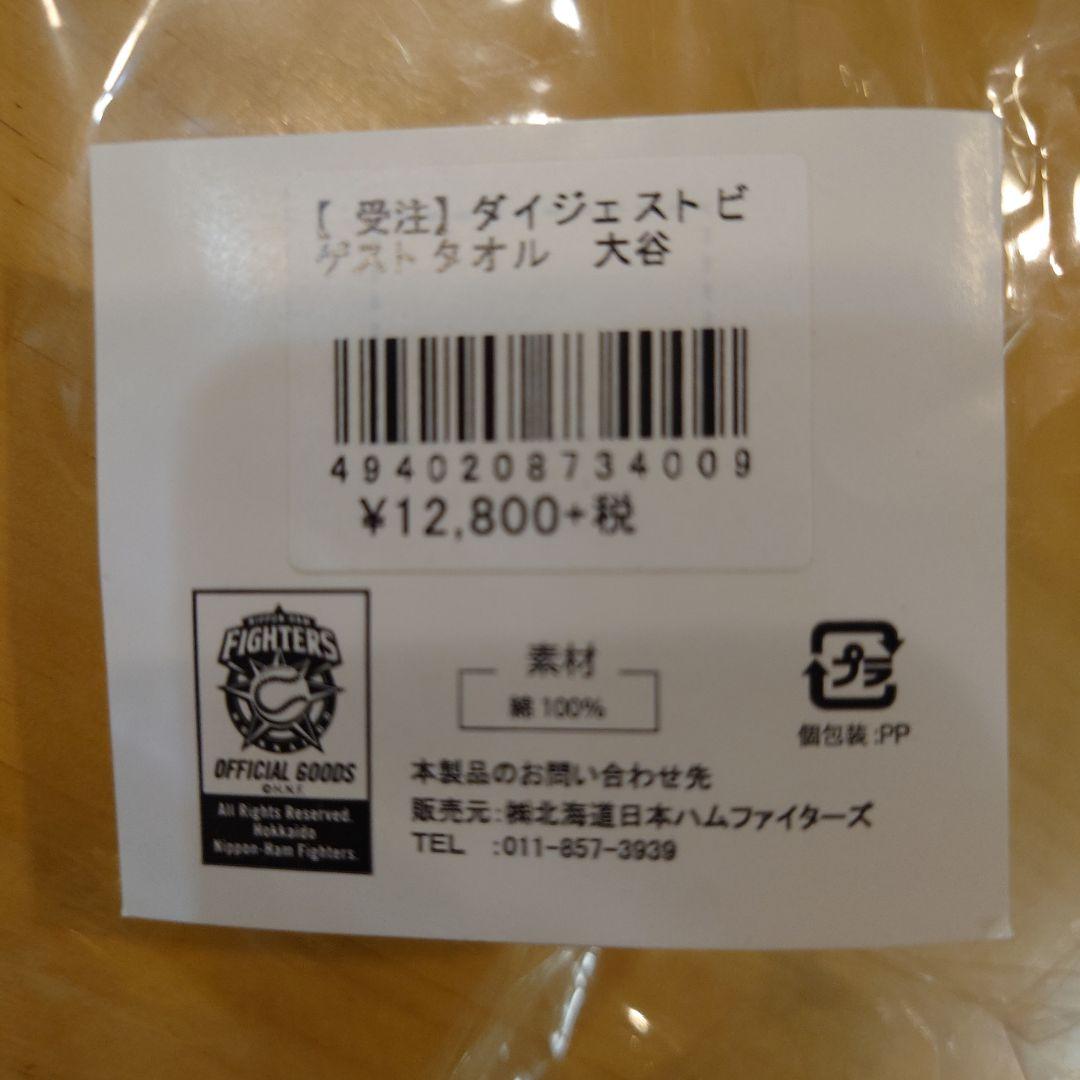 【 受注】ダイジェストビ
ゲストタオル　大谷
4940208734009
¥12,800+税
NIPPON-HAM
FIGHTERS
OFFICIAL GOODS
©H.N.F.
All Rights Reserved.
Hokkaido
Nippon-Ham Fighters.
素材
綿 100%
プラ
個包装:PP
本製品のお問い合わせ先
販売元:㈱北海道日本ハムファイターズ
TEL :011-857-3939